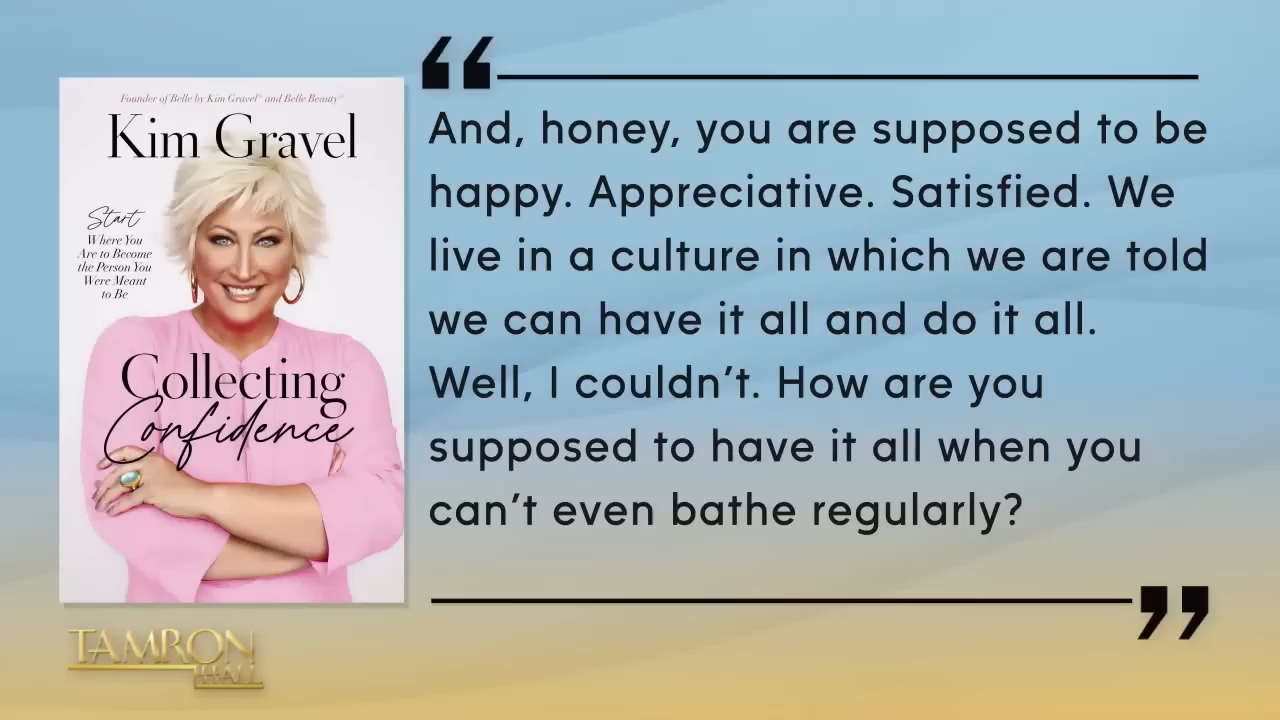 Founder of Belle by Kim Gravel® and Belle Beauty™
Kim Gravel
Start
Where You
Are to Become
the Person You
Were Meant
to Be
Collecting
Confidence
“
And, honey, you are supposed to be
happy. Appreciative. Satisfied. We
live in a culture in which we are told
we can have it all and do it all.
Well, I couldn’t. How are you
supposed to have it all when you
can’t even bathe regularly?
”
TAMRON
HALL